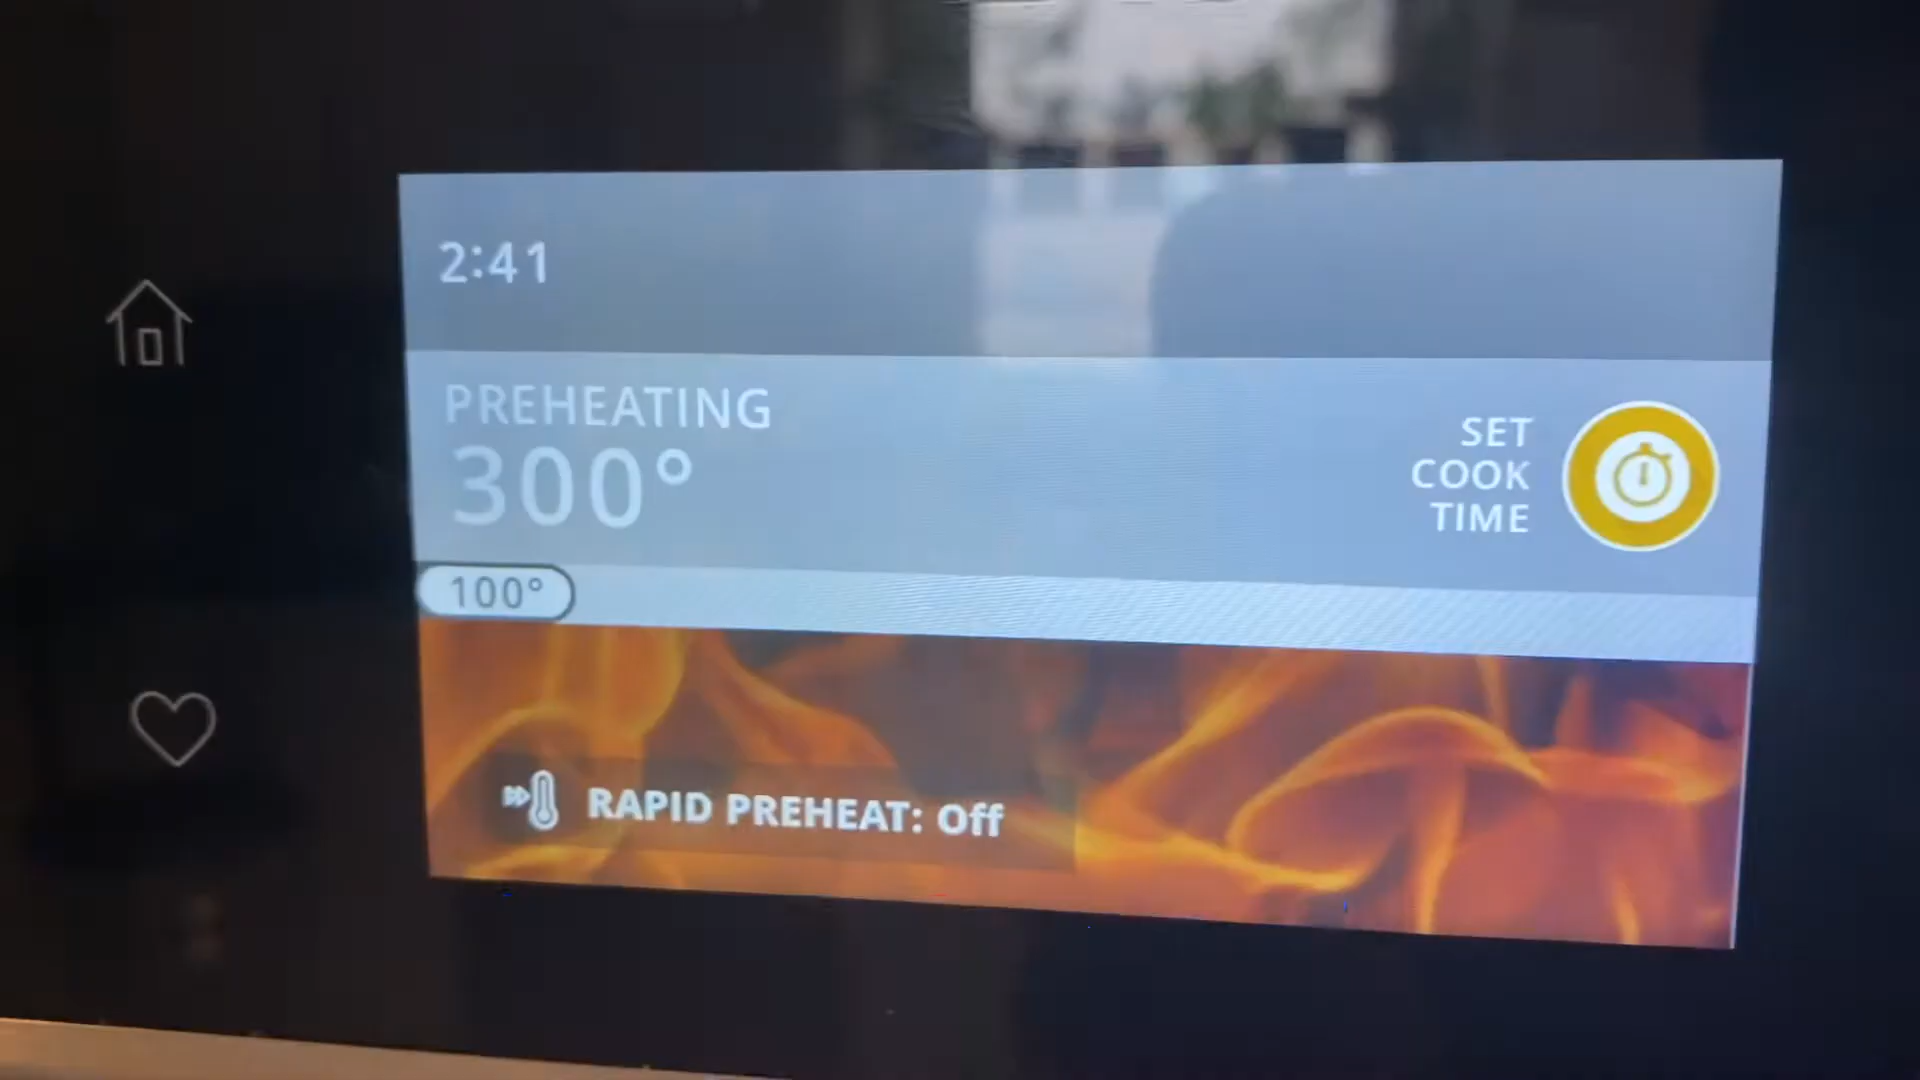 2:41
PREHEATING
300°
SET
COOK
TIME
100°
RAPID PREHEAT: Off